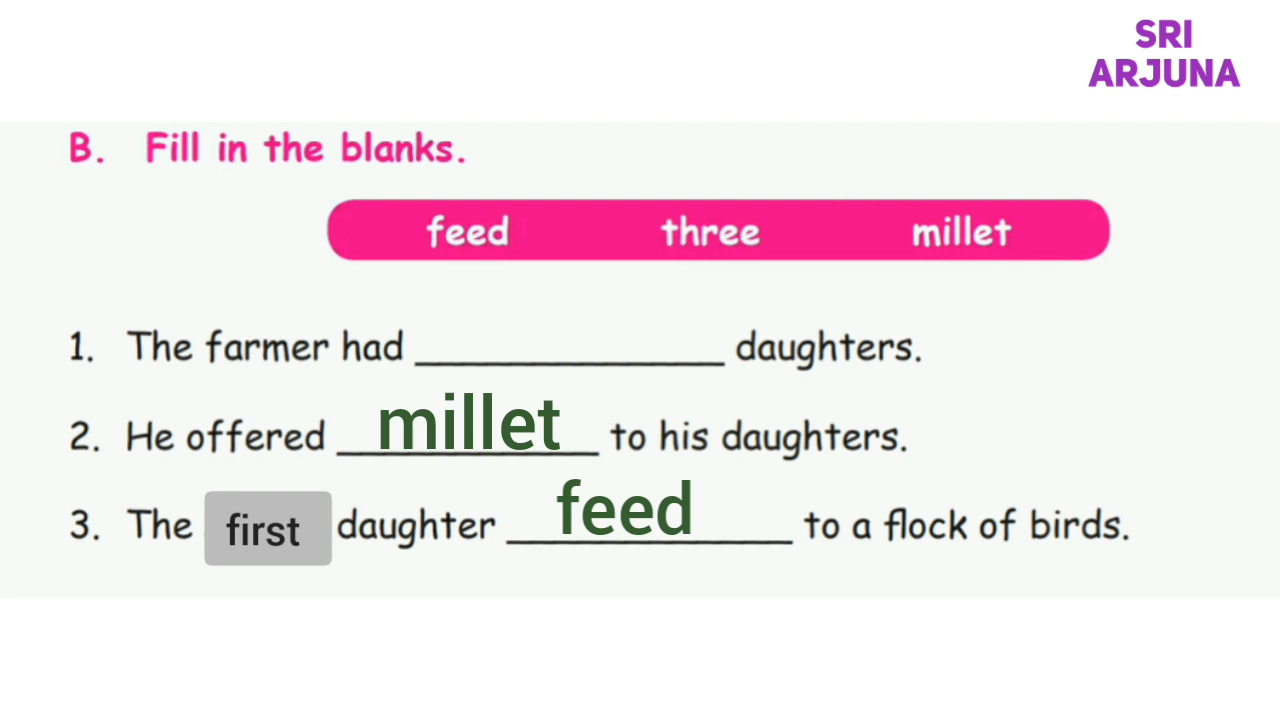 SRI
ARJUNA
B. Fill in the blanks.
feed three millet
1. The farmer had _____________ daughters.
2. He offered millet to his daughters.
3. The first daughter feed to a flock of birds.